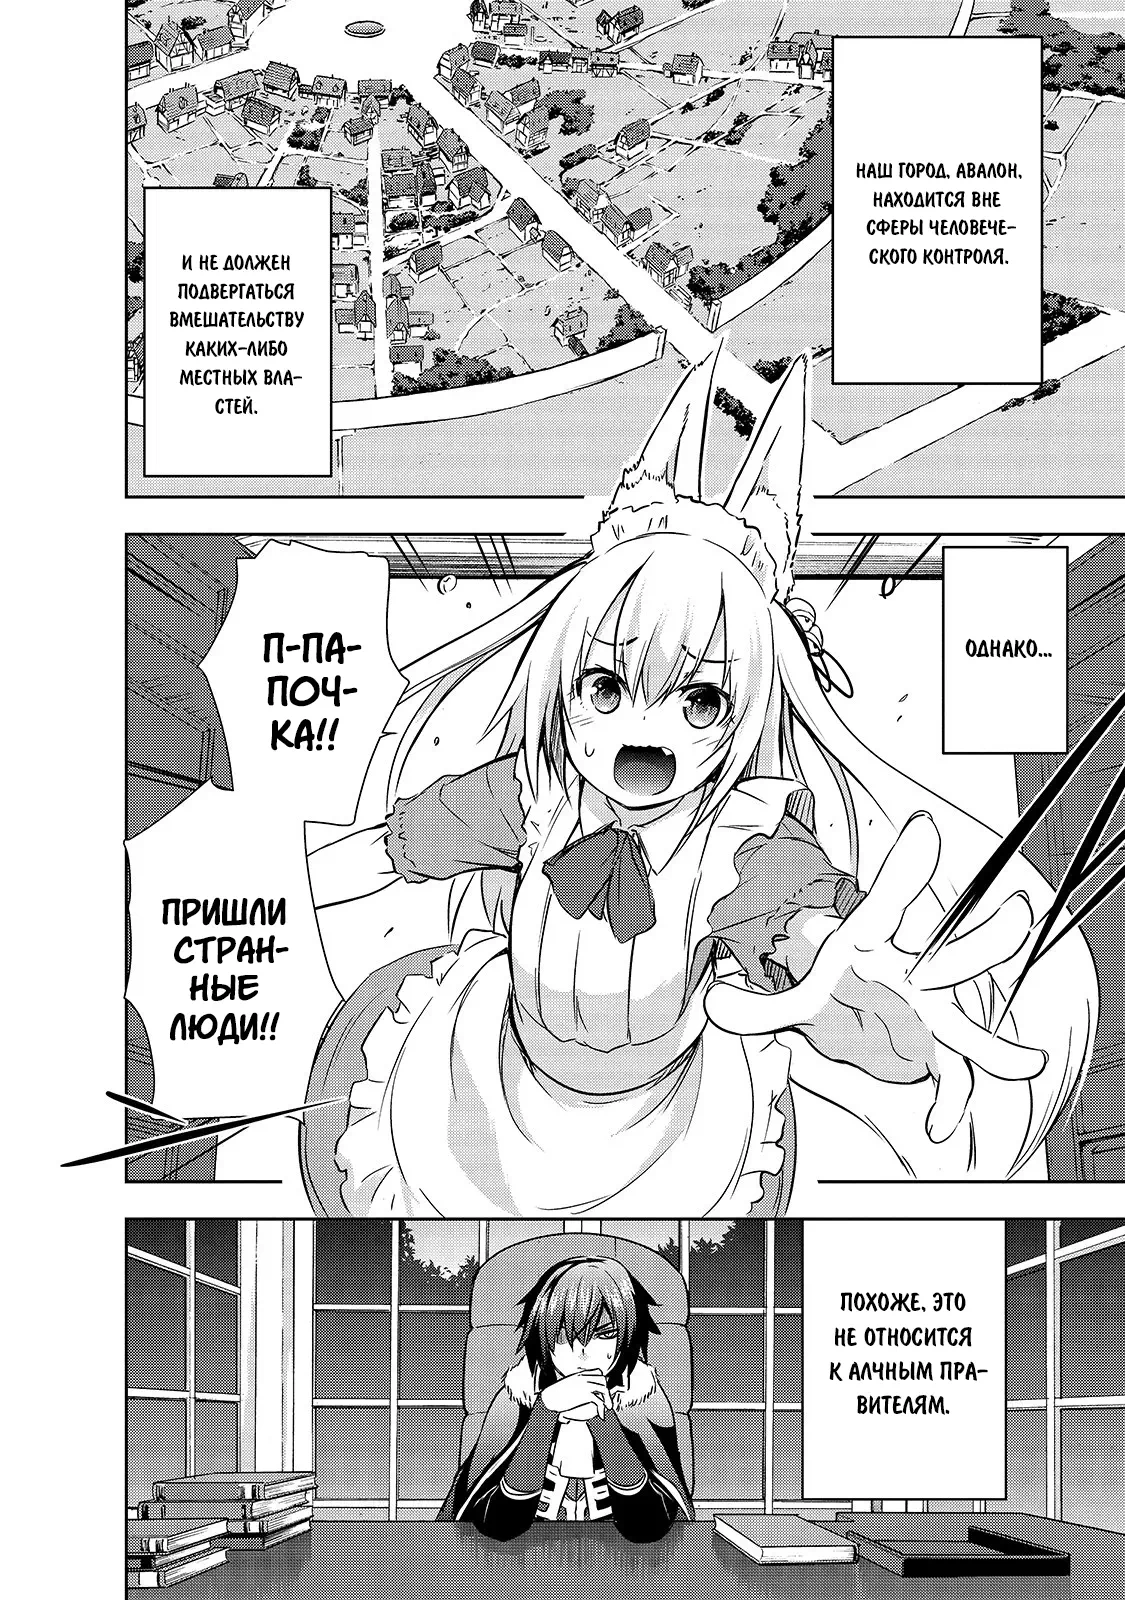 НАШ ГОРОД, АВАЛОН,
НАХОДИТСЯ ВНЕ
СФЕРЫ ЧЕЛОВЕЧЕ-
СКОГО КОНТРОЛЯ.
И НЕ ДОЛЖЕН
ПОДВЕРГАТЬСЯ
ВМЕШАТЕЛЬСТВУ
КАКИХ-ЛИБО
МЕСТНЫХ ВЛА-
СТЕЙ.
ОДНАКО...
П-ПА-
ПОЧ-
КА!!
ПРИШЛИ
СТРАН-
НЫЕ
ЛЮДИ!!
ПОХОЖЕ, ЭТО
НЕ ОТНОСИТСЯ
К АЛЧНЫМ ПРА-
ВИТЕЛЯМ.